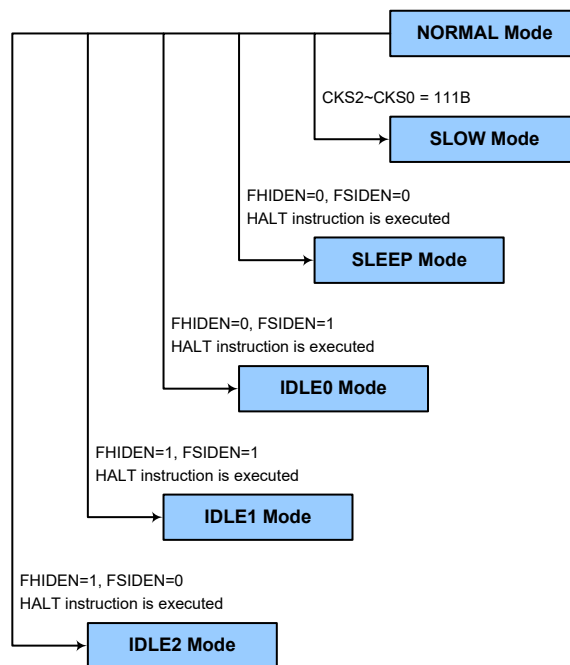 NORMAL Mode
CKS2~CKS0 = 111B
SLOW Mode
FHIDEN=0, FSIDEN=0
HALT instruction is executed
SLEEP Mode
FHIDEN=0, FSIDEN=1
HALT instruction is executed
IDLE0 Mode
FHIDEN=1, FSIDEN=1
HALT instruction is executed
IDLE1 Mode
FHIDEN=1, FSIDEN=0
HALT instruction is executed
IDLE2 Mode